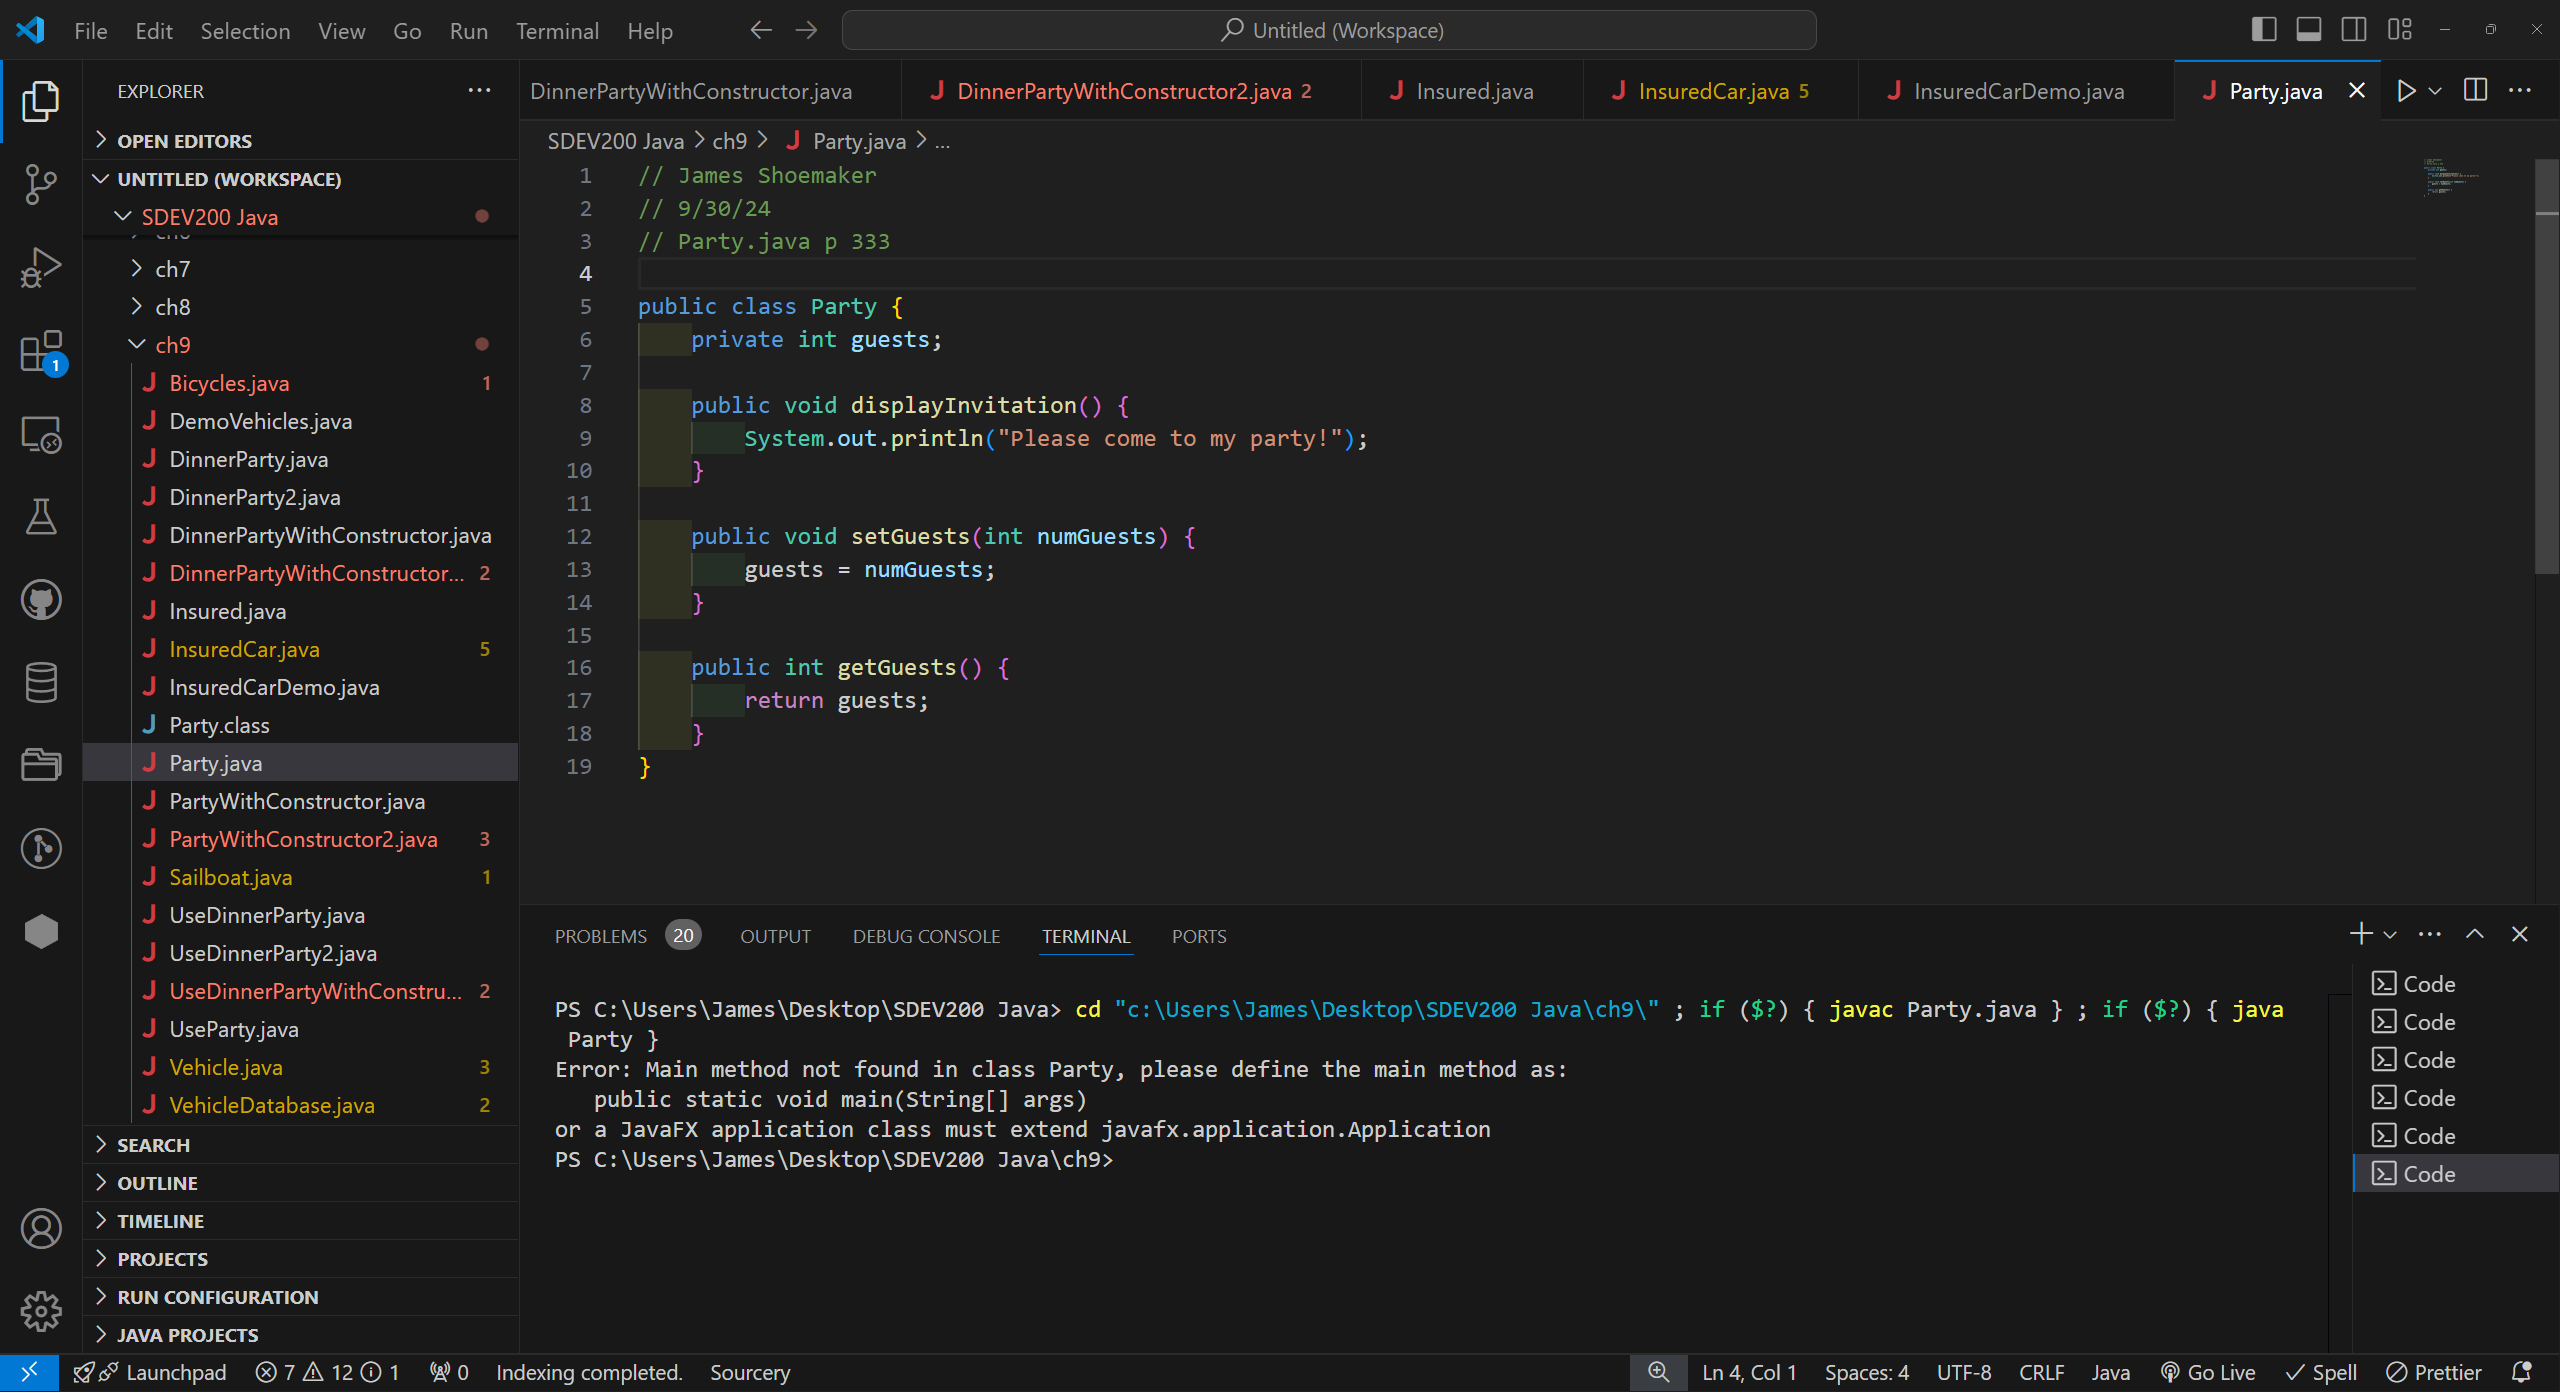 File Edit Selection View Go Run Terminal Help
Untitled (Workspace)
EXPLORER
OPEN EDITORS
UNTITLED (WORKSPACE)
SDEV200 Java
ch7
ch8
ch9
Bicycles.java 1
DemoVehicles.java
DinnerParty.java
DinnerParty2.java
DinnerPartyWithConstructor.java
DinnerPartyWithConstructor... 2
Insured.java
InsuredCar.java 5
InsuredCarDemo.java
Party.class
Party.java
PartyWithConstructor.java
PartyWithConstructor2.java 3
Sailboat.java 1
UseDinnerParty.java
UseDinnerParty2.java
UseDinnerPartyWithConstru... 2
UseParty.java
Vehicle.java 3
VehicleDatabase.java 2
SEARCH
OUTLINE
TIMELINE
PROJECTS
RUN CONFIGURATION
JAVA PROJECTS
1
DinnerPartyWithConstructor.java DinnerPartyWithConstructor2.java 2 Insured.java InsuredCar.java 5 InsuredCarDemo.java Party.java
SDEV200 Java > ch9 > Party.java > ...
1 // James Shoemaker
2 // 9/30/24
3 // Party.java p 333
4
5 public class Party {
6 private int guests;
7
8 public void displayInvitation() {
9 System.out.println("Please come to my party!");
10 }
11
12 public void setGuests(int numGuests) {
13 guests = numGuests;
14 }
15
16 public int getGuests() {
17 return guests;
18 }
19 }
PROBLEMS 20 OUTPUT DEBUG CONSOLE TERMINAL PORTS
PS C:\Users\James\Desktop\SDEV200 Java> cd "c:\Users\James\Desktop\SDEV200 Java\ch9\" ; if ($?) { javac Party.java } ; if ($?) { java
Party }
Error: Main method not found in class Party, please define the main method as:
public static void main(String[] args)
or a JavaFX application class must extend javafx.application.Application
PS C:\Users\James\Desktop\SDEV200 Java\ch9>
Code
Code
Code
Code
Code
Code
Launchpad 7 12 1 0 Indexing completed. Sourcery Ln 4, Col 1 Spaces: 4 UTF-8 CRLF Java Go Live Spell Prettier